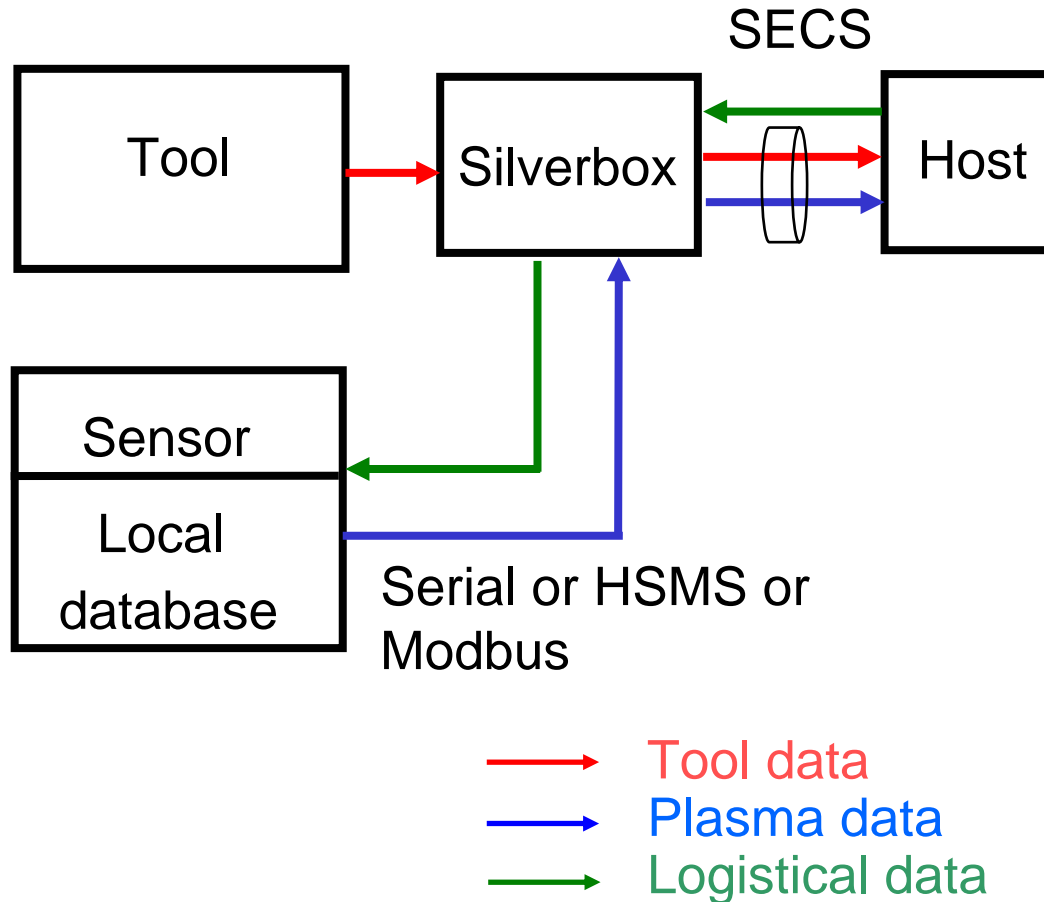 SECS
Tool
Silverbox
Host
Sensor
Local
database
Serial or HSMS or
Modbus
Tool data
Plasma data
Logistical data